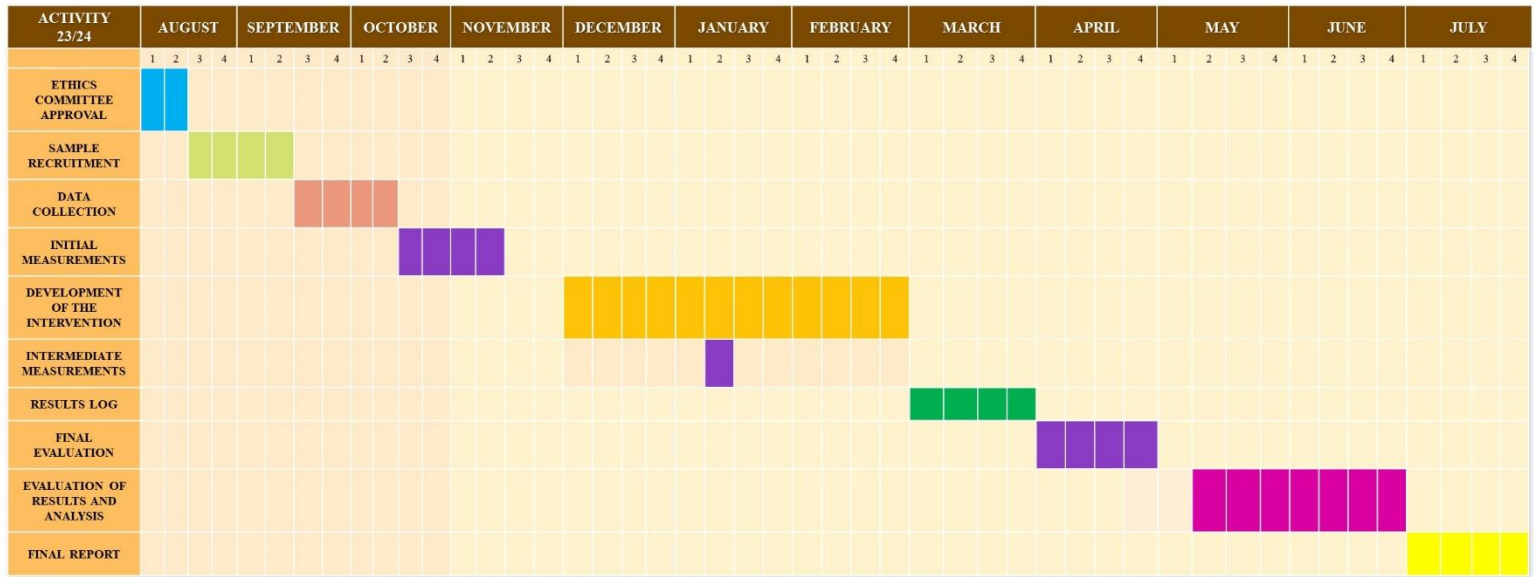 ACTIVITY
23/24
AUGUST SEPTEMBER OCTOBER NOVEMBER DECEMBER JANUARY FEBRUARY MARCH APRIL MAY JUNE JULY
1 2 3 4 1 2 3 4 1 2 3 4 1 2 3 4 1 2 3 4 1 2 3 4 1 2 3 4 1 2 3 4 1 2 3 4 1 2 3 4 1 2 3 4 1 2 3 4
ETHICS
COMMITTEE
APPROVAL
SAMPLE
RECRUITMENT
DATA
COLLECTION
INITIAL
MEASUREMENTS
DEVELOPMENT
OF THE
INTERVENTION
INTERMEDIATE
MEASUREMENTS
RESULTS LOG
FINAL
EVALUATION
EVALUATION OF
RESULTS AND
ANALYSIS
FINAL REPORT